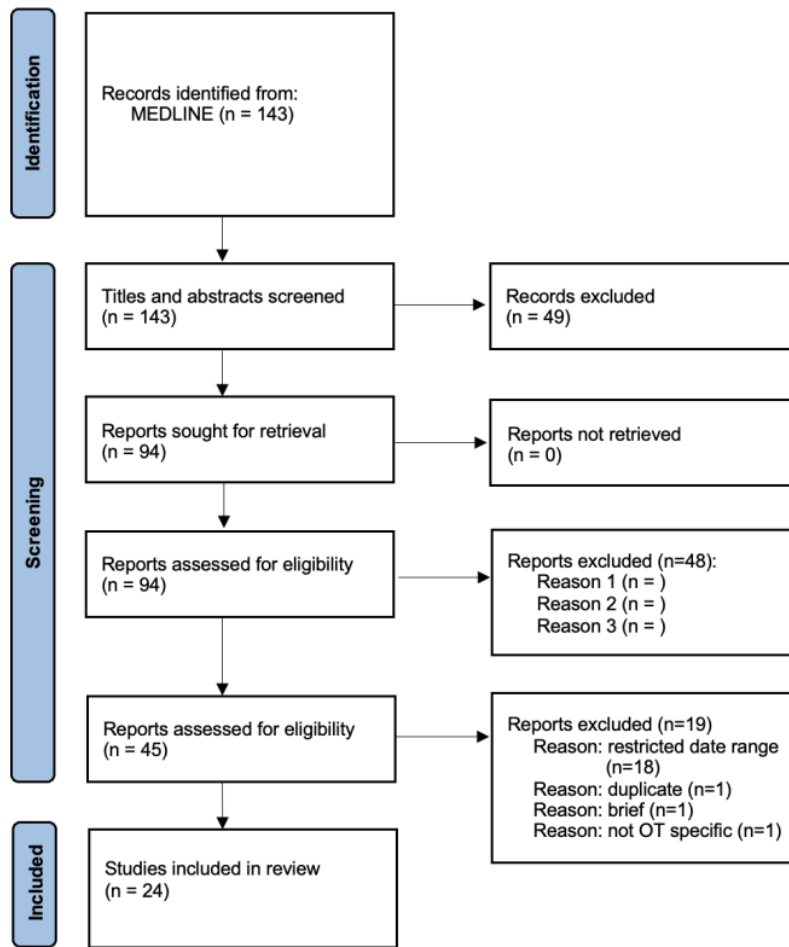 Identification
Records identified from:
MEDLINE (n = 143)
Screening
Titles and abstracts screened
(n = 143)
Records excluded
(n = 49)
Reports sought for retrieval
(n = 94)
Reports not retrieved
(n = 0)
Reports assessed for eligibility
(n = 94)
Reports excluded (n=48):
Reason 1 (n = )
Reason 2 (n = )
Reason 3 (n = )
Reports assessed for eligibility
(n = 45)
Reports excluded (n=19)
Reason: restricted date range
(n=18)
Reason: duplicate (n=1)
Reason: brief (n=1)
Reason: not OT specific (n=1)
Included
Studies included in review
(n = 24)